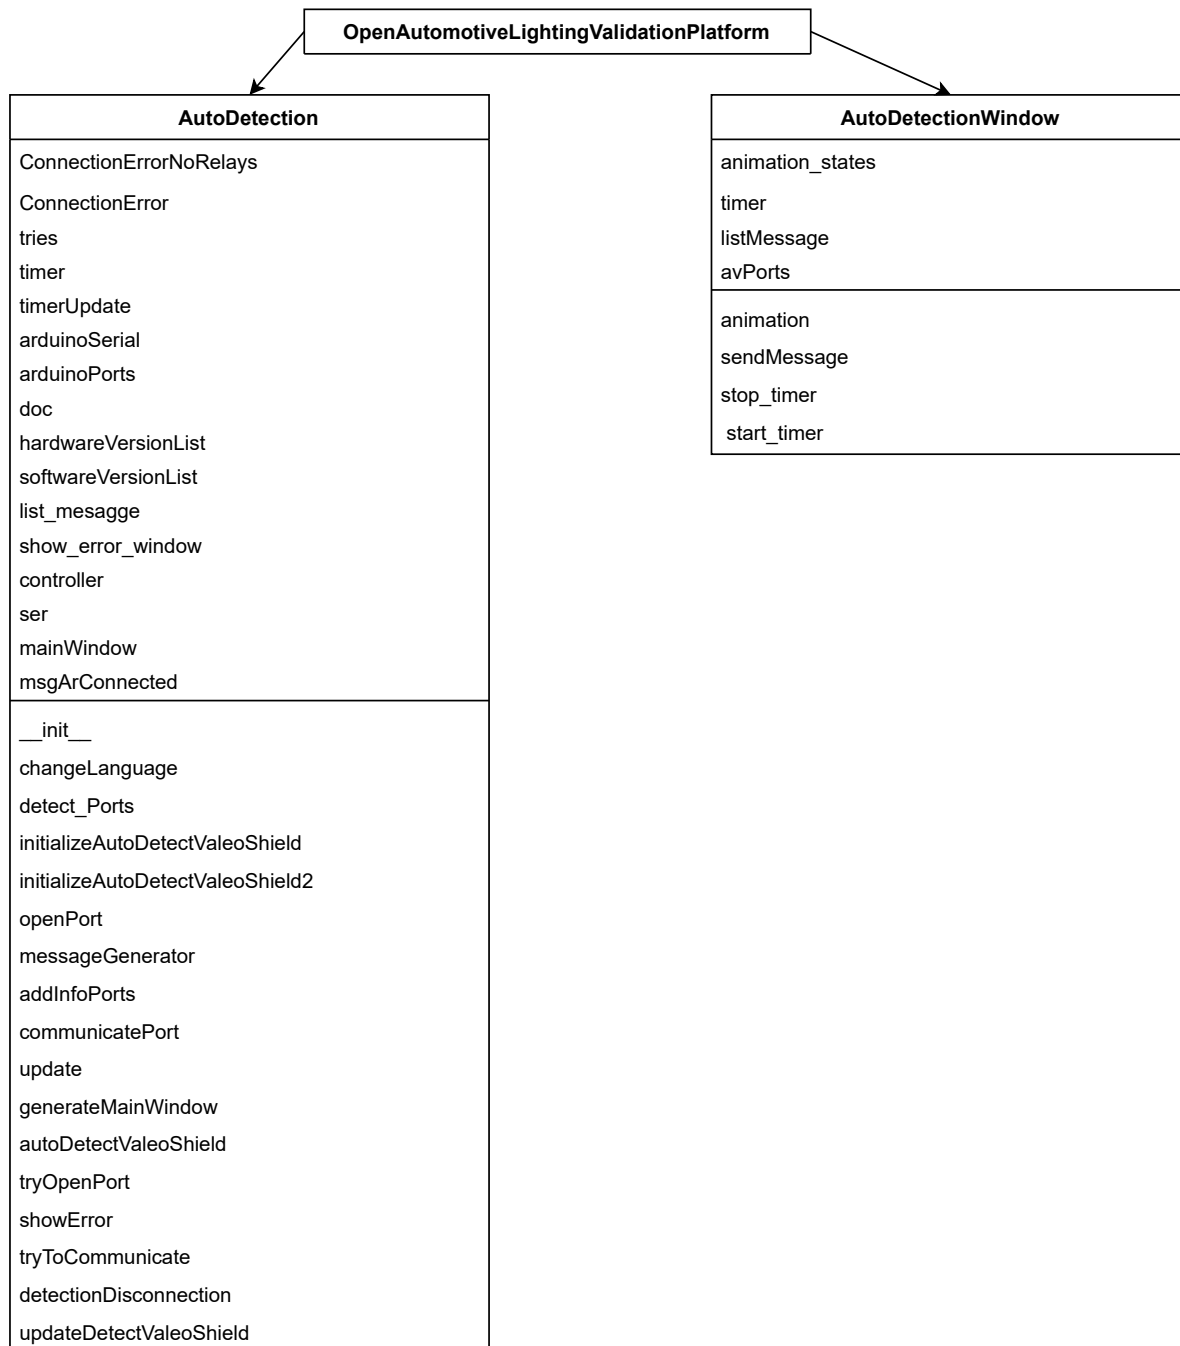 OpenAutomotiveLightingValidationPlatform
AutoDetection
ConnectionErrorNoRelays
ConnectionError
tries
timer
timerUpdate
arduinoSerial
arduinoPorts
doc
hardwareVersionList
softwareVersionList
list_mesagge
show_error_window
controller
ser
mainWindow
msgArConnected
__init__
changeLanguage
detect_Ports
initializeAutoDetectValeoShield
initializeAutoDetectValeoShield2
openPort
messageGenerator
addInfoPorts
communicatePort
update
generateMainWindow
autoDetectValeoShield
tryOpenPort
showError
tryToCommunicate
detectionDisconnection
updateDetectValeoShield
AutoDetectionWindow
animation_states
timer
listMessage
avPorts
animation
sendMessage
stop_timer
start_timer